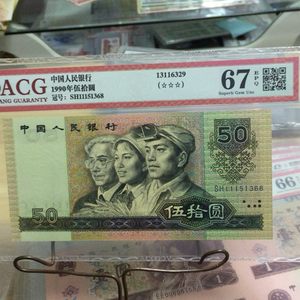 ACG
中国人民银行
1990年伍拾圆
冠号：SH11151368
13116329
(☆☆☆)
67 EPQ
Superb Gem Unc
ANG GUARANTY
中国人民银行
50
SH11151368
50
伍拾圆